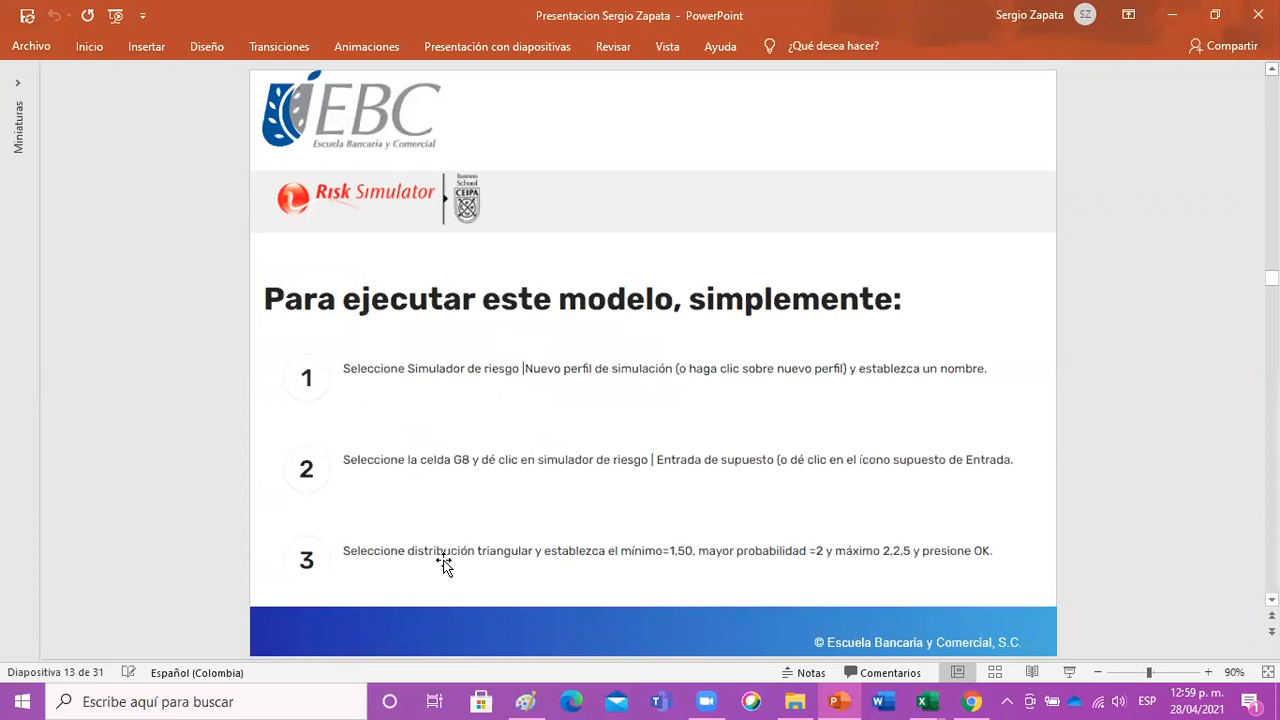 Presentacion Sergio Zapata - PowerPoint
Sergio Zapata
SZ
Archivo
Inicio
Insertar
Diseño
Transiciones
Animaciones
Presentación con diapositivas
Revisar
Vista
Ayuda
¿Qué desea hacer?
Compartir
Miniaturas
EBC
Escuela Bancaria y Comercial
Risk Simulator
Business
School
CEIPA
Para ejecutar este modelo, simplemente:
1
Seleccione Simulador de riesgo |Nuevo perfil de simulación (o haga clic sobre nuevo perfil) y establezca un nombre.
2
Seleccione la celda G8 y dé clic en simulador de riesgo | Entrada de supuesto (o dé clic en el ícono supuesto de Entrada.
3
Seleccione distribución triangular y establezca el mínimo=1,50, mayor probabilidad =2 y máximo 2,2,5 y presione OK.
© Escuela Bancaria y Comercial, S.C.
Diapositiva 13 de 31
Español (Colombia)
Notas
Comentarios
90%
Escribe aquí para buscar
ESP
12:59 p. m.
28/04/2021
1